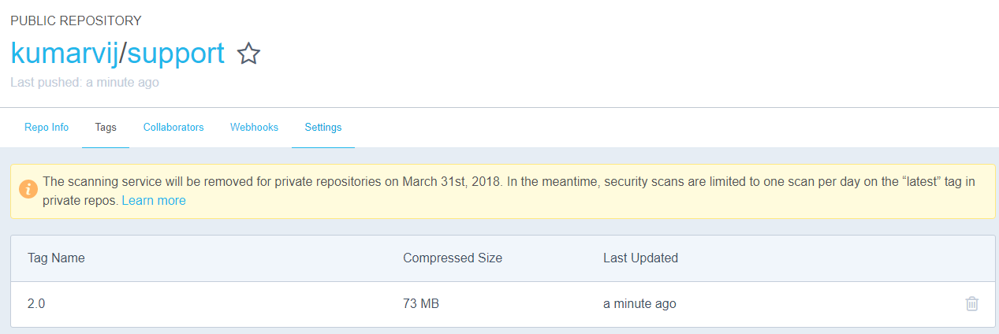 PUBLIC REPOSITORY
kumarvij/support
Last pushed: a minute ago
Repo Info Tags Collaborators Webhooks Settings
The scanning service will be removed for private repositories on March 31st, 2018. In the meantime, security scans are limited to one scan per day on the “latest” tag in
private repos. Learn more
Tag Name Compressed Size Last Updated
2.0 73 MB a minute ago